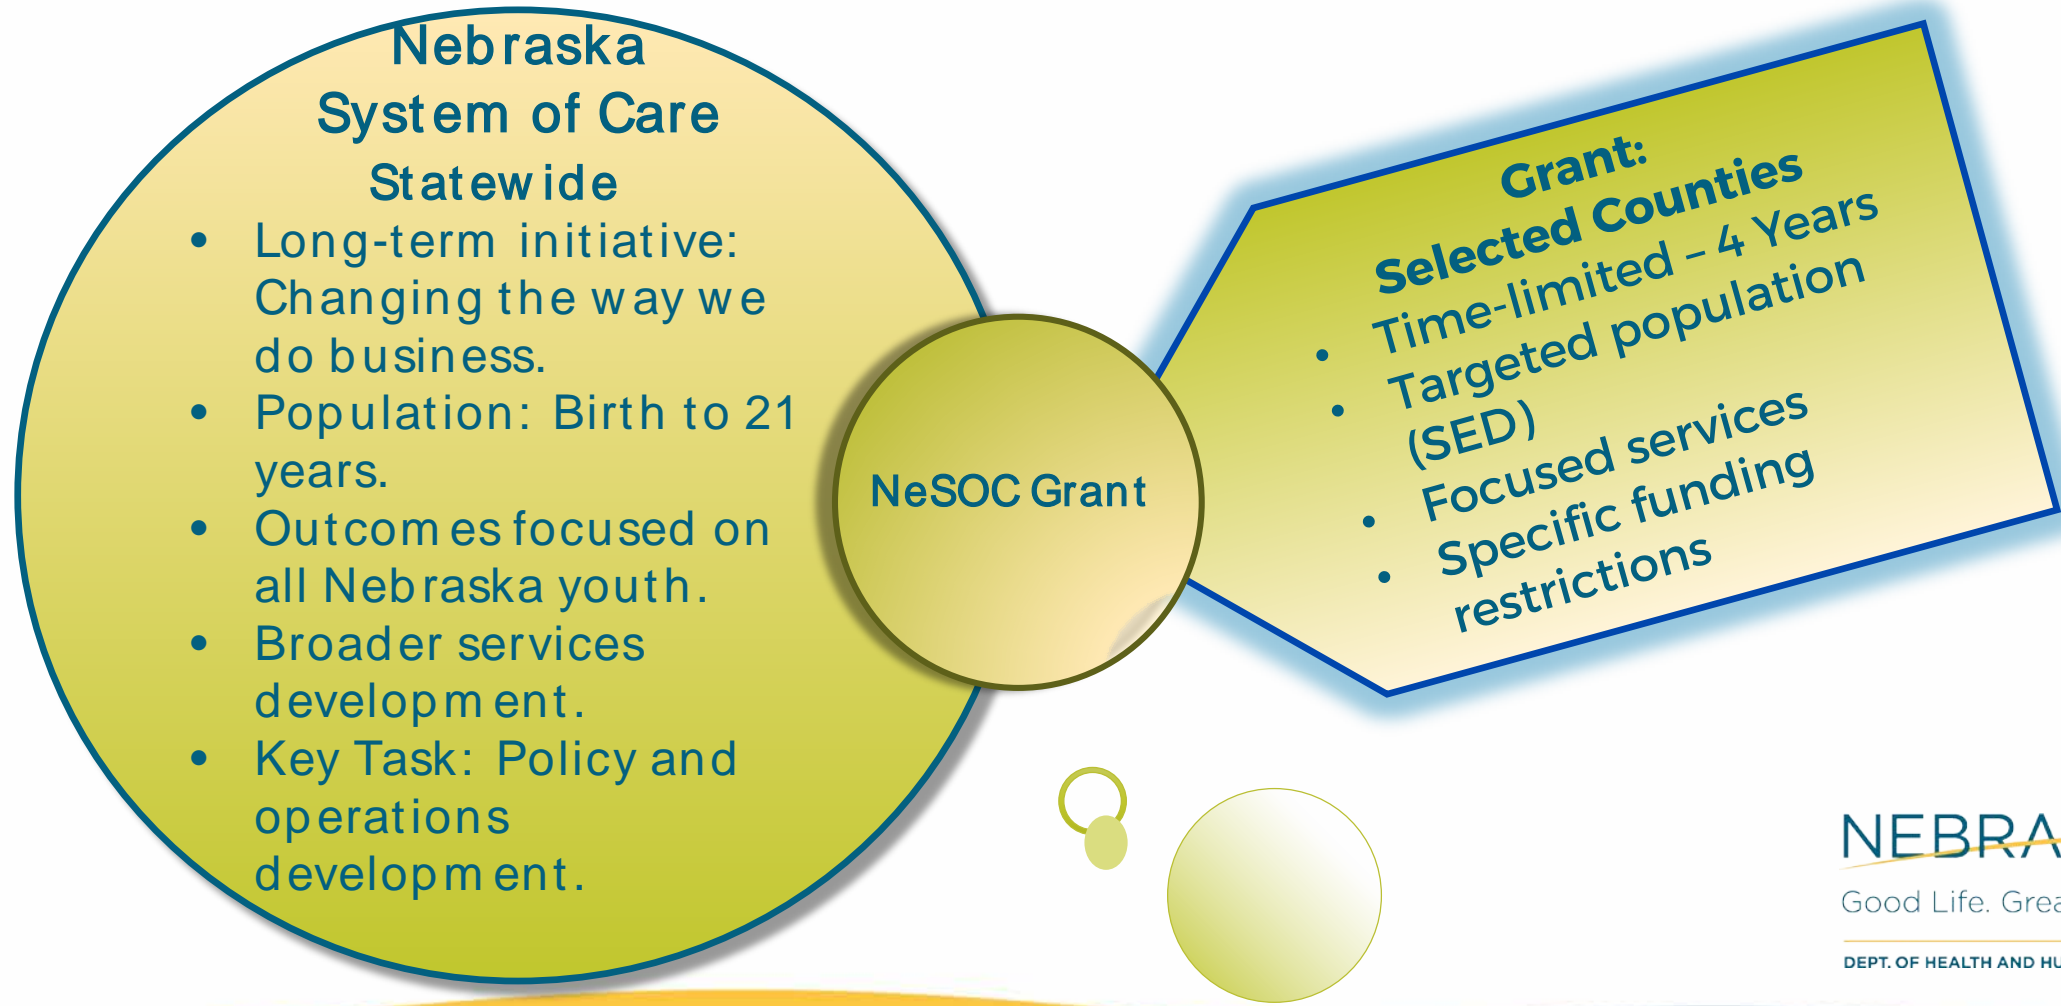 Nebraska
System of Care
Statewide
• Long-term initiative:
Changing the way we
do business.
• Population: Birth to 21
years.
• Outcomes focused on
all Nebraska youth.
• Broader services
development.
• Key Task: Policy and
operations
development.
NeSOC Grant
Grant:
Selected Counties
• Time-limited – 4 Years
• Targeted population
(SED)
• Focused services
• Specific funding
restrictions
NEBRA
Good Life. Grea
DEPT. OF HEALTH AND HU